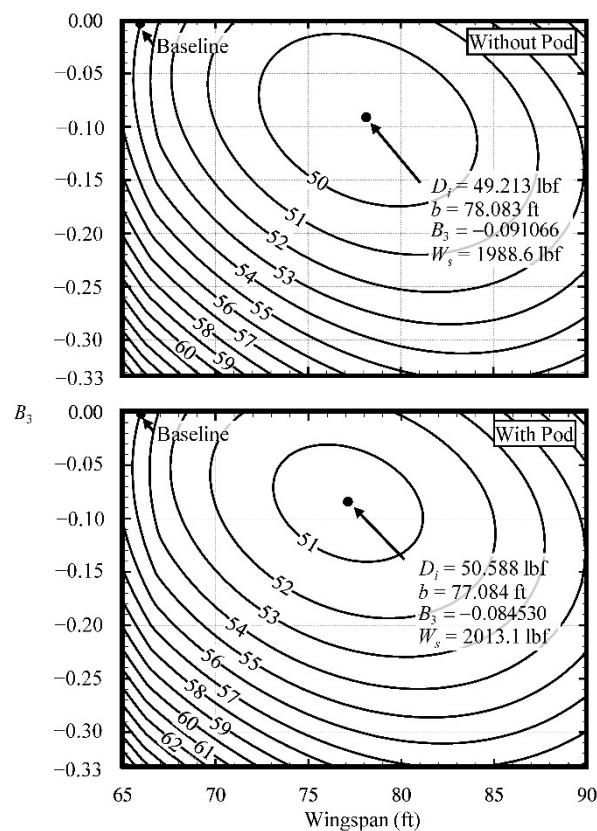 0.00
−0.05
−0.10
−0.15
−0.20
−0.25
−0.30
−0.33
Baseline
Without Pod
50
51
52
53
54
55
56
57
58
59
60
D_i = 49.213 lbf
b = 78.083 ft
B_3 = −0.091066
W_s = 1988.6 lbf
B_3
0.00
−0.05
−0.10
−0.15
−0.20
−0.25
−0.30
−0.33
Baseline
With Pod
51
52
53
54
55
56
57
58
59
60
61
62
D_i = 50.588 lbf
b = 77.084 ft
B_3 = −0.084530
W_s = 2013.1 lbf
65 70 75 80 85 90
Wingspan (ft)